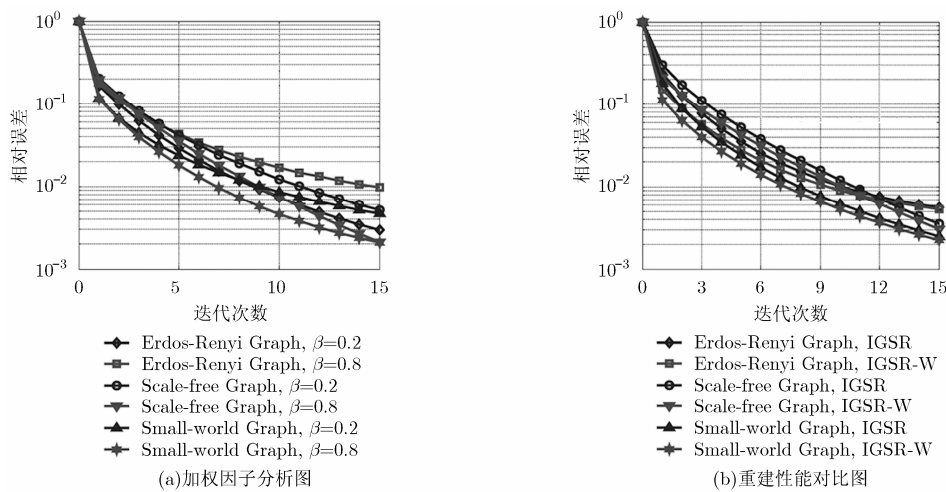 10^0
10^-1
10^-2
10^-3
相对误差
0 5 10 15
迭代次数
Erdos-Renyi Graph, β=0.2
Erdos-Renyi Graph, β=0.8
Scale-free Graph, β=0.2
Scale-free Graph, β=0.8
Small-world Graph, β=0.2
Small-world Graph, β=0.8
(a)加权因子分析图
10^0
10^-1
10^-2
10^-3
相对误差
0 3 6 9 12 15
迭代次数
Erdos-Renyi Graph, IGSR
Erdos-Renyi Graph, IGSR-W
Scale-free Graph, IGSR
Scale-free Graph, IGSR-W
Small-world Graph, IGSR
Small-world Graph, IGSR-W
(b)重建性能对比图